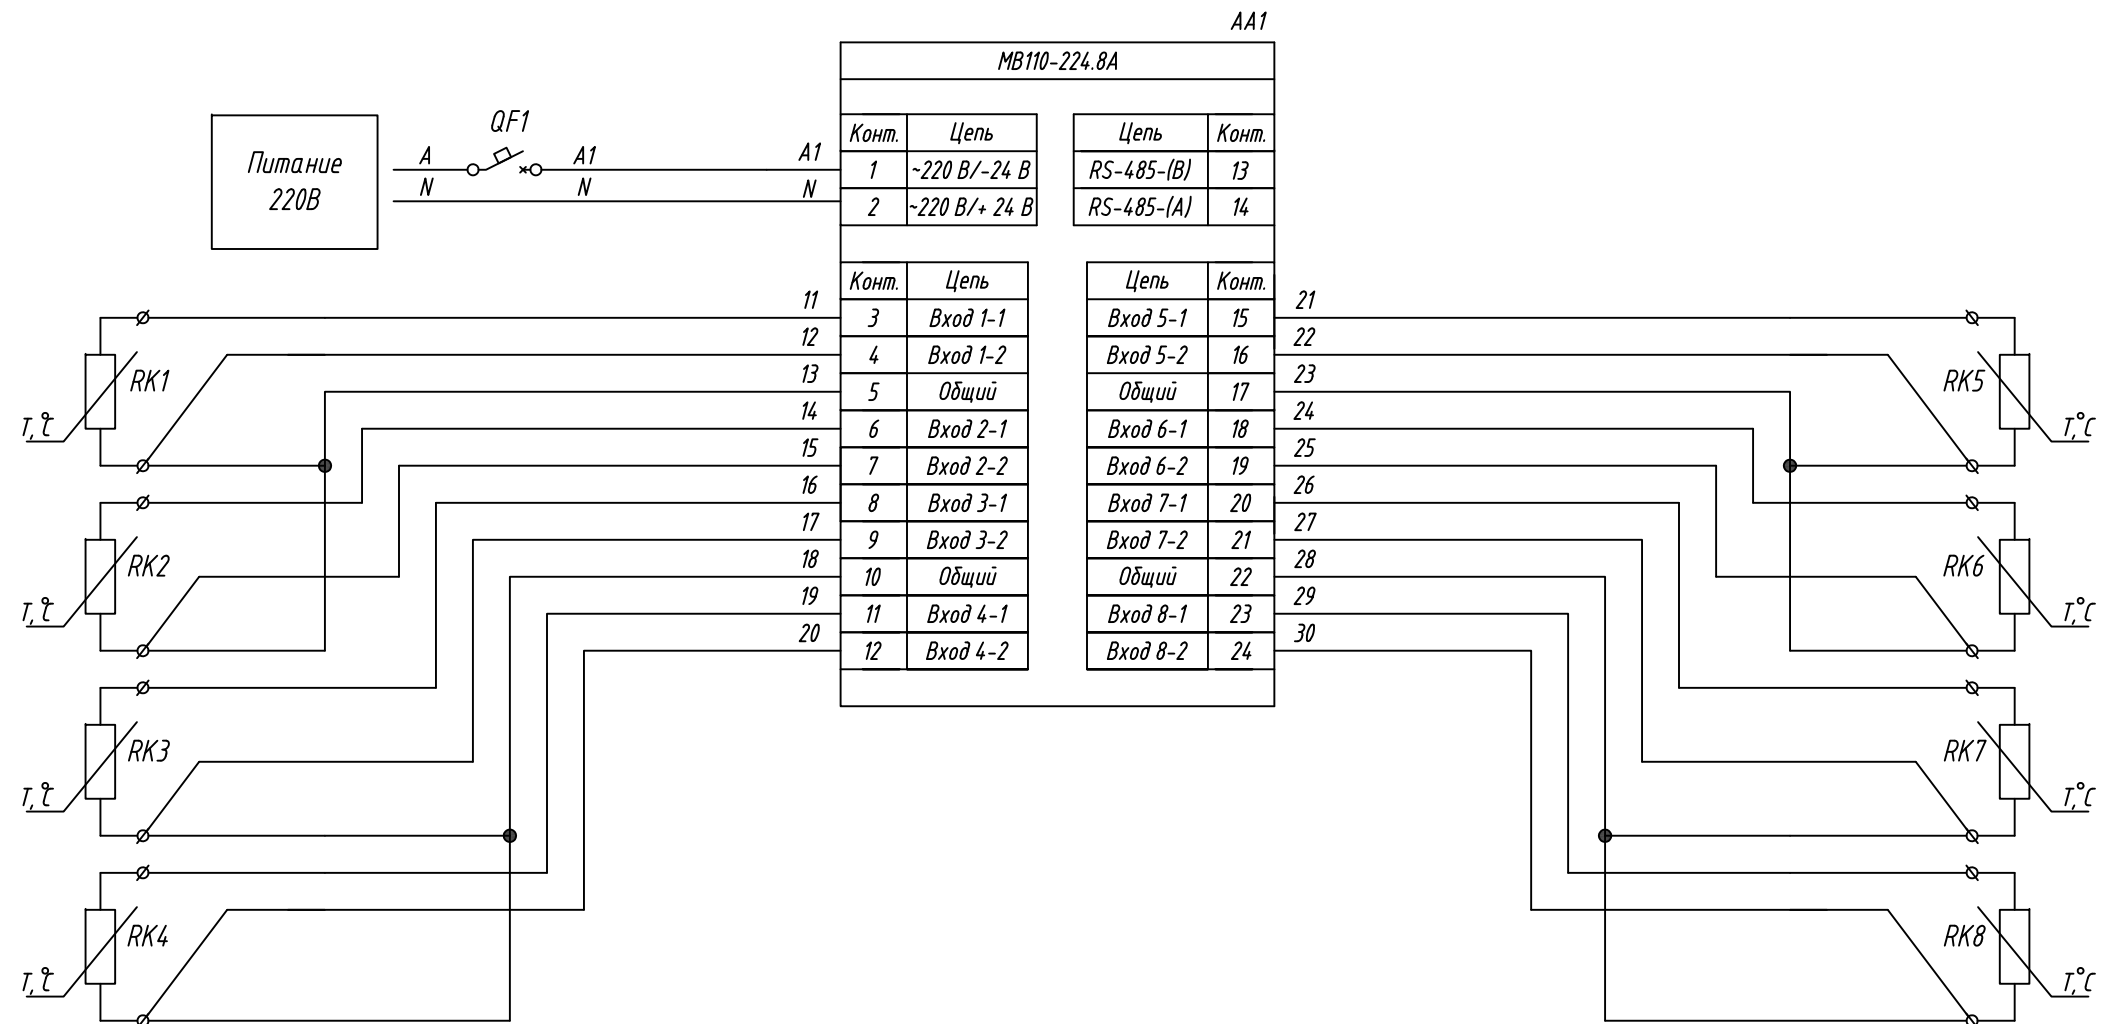 AA1
МВ110-224.8А
Питание
220В
QF1
A
A1
A1
N
N
N
Конт. Цепь
1 ~220 В/-24 В
2 ~220 В/+ 24 В
Цепь Конт.
RS-485-(B) 13
RS-485-(A) 14
Конт. Цепь
3 Вход 1-1
4 Вход 1-2
5 Общий
6 Вход 2-1
7 Вход 2-2
8 Вход 3-1
9 Вход 3-2
10 Общий
11 Вход 4-1
12 Вход 4-2
Цепь Конт.
Вход 5-1 15
Вход 5-2 16
Общий 17
Вход 6-1 18
Вход 6-2 19
Вход 7-1 20
Вход 7-2 21
Общий 22
Вход 8-1 23
Вход 8-2 24
11
12
13
14
15
16
17
18
19
20
21
22
23
24
25
26
27
28
29
30
RK1
T,°C
RK2
T,°C
RK3
T,°C
RK4
T,°C
RK5
T,°C
RK6
T,°C
RK7
T,°C
RK8
T,°C